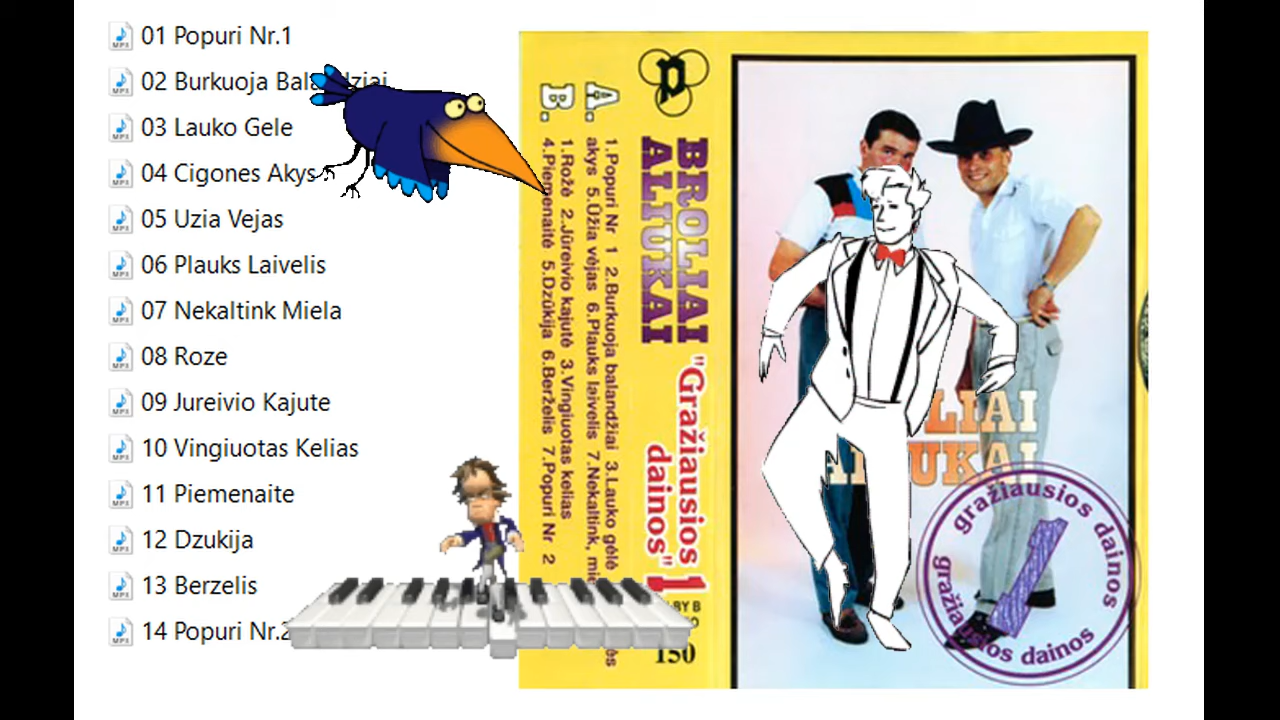 01 Popuri Nr.1
02 Burkuoja
03 Lauko Gele
04 Cigones Akys
05 Uzia Vejas
06 Plauks Laivelis
07 Nekaltink Miela
08 Roze
09 Jureivio Kajute
10 Vingiuotas Kelias
11 Piemenaite
12 Dzukija
13 Berzelis
14 Popuri Nr.2
BROLIAI
ALIUKAI
"Gražiausios 1
dainos"
A.
1.Popuri Nr 1 2.Burkuoja balandžiai 3.Lauko gėlė
akys 5.Ūžia vėjas 6.Plauks laivelis 7.Nekaltink,
B.
1.Rožė 2.Jūreivio kajutė 3.Vingiuotas kelias
4.Piemenaitė 5.Dzūkija 6.Berželis 7.Popuri Nr 2
150
gražiausios dainos
1
gražiausios dainos